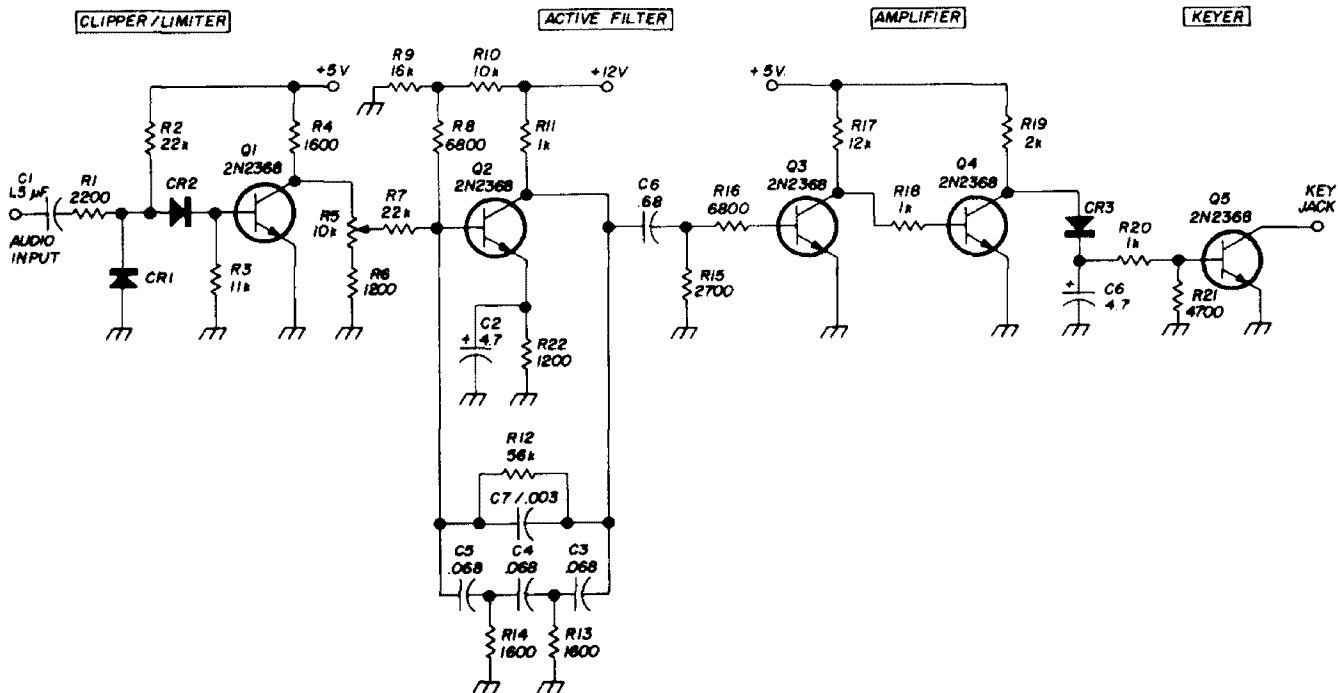 CLIPPER/LIMITER
ACTIVE FILTER
AMPLIFIER
KEYER
+5V
R2
22k
R4
1600
Q1
2N2368
C1
1.5 µF
R1
2200
CR2
AUDIO
INPUT
CR1
R3
11k
R5
10k
R6
1200
R9
16k
R10
10k
+12V
R8
6800
R11
1k
Q2
2N2368
R7
22k
C2
+ 4.7
R22
1200
R12
56k
C7/.003
C5
.068
C4
.068
C3
.068
R14
1600
R13
1600
C6
.68
R16
6800
R15
2700
+5V
R17
12k
R19
2k
Q3
2N2368
Q4
2N2368
R18
1k
CR3
R20
1k
+
C6
4.7
R21
4700
Q5
2N2368
KEY
JACK